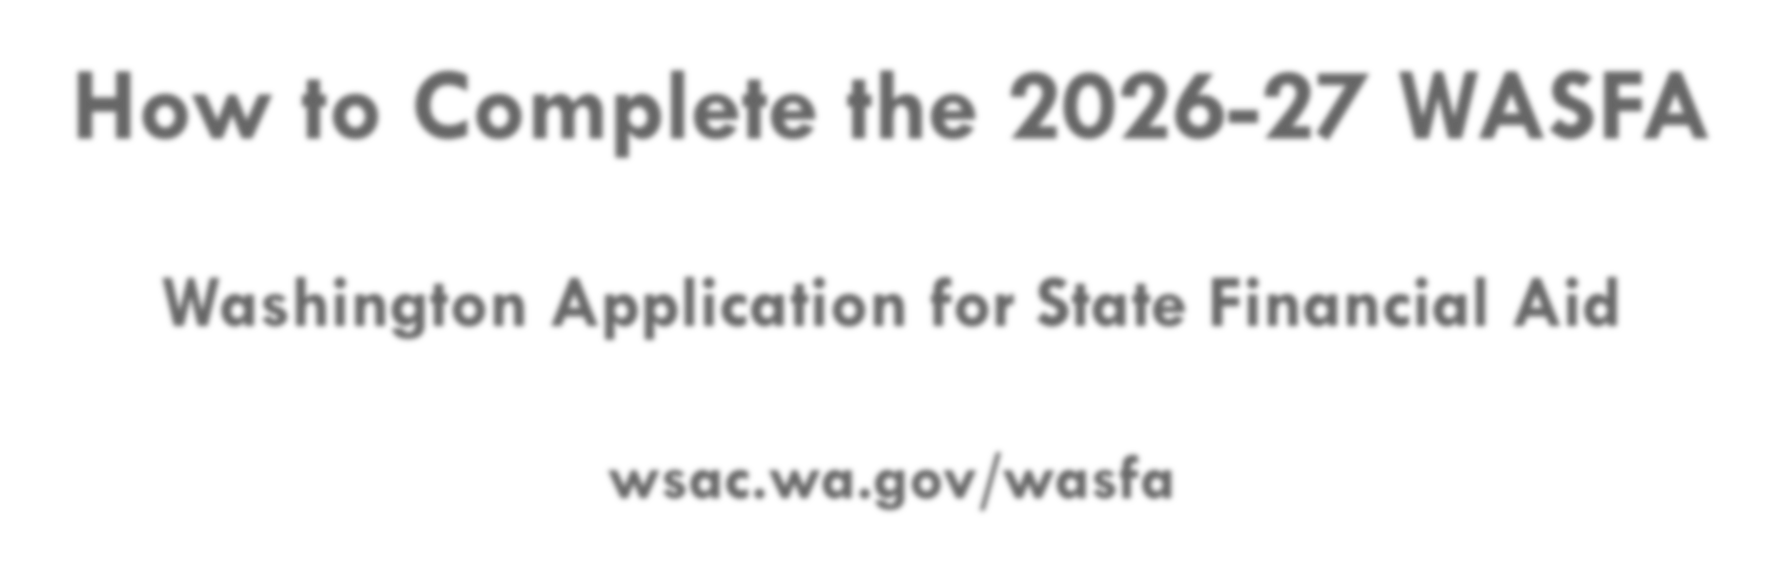 How to Complete the 2026-27 WASFA
Washington Application for State Financial Aid
wsac.wa.gov/wasfa